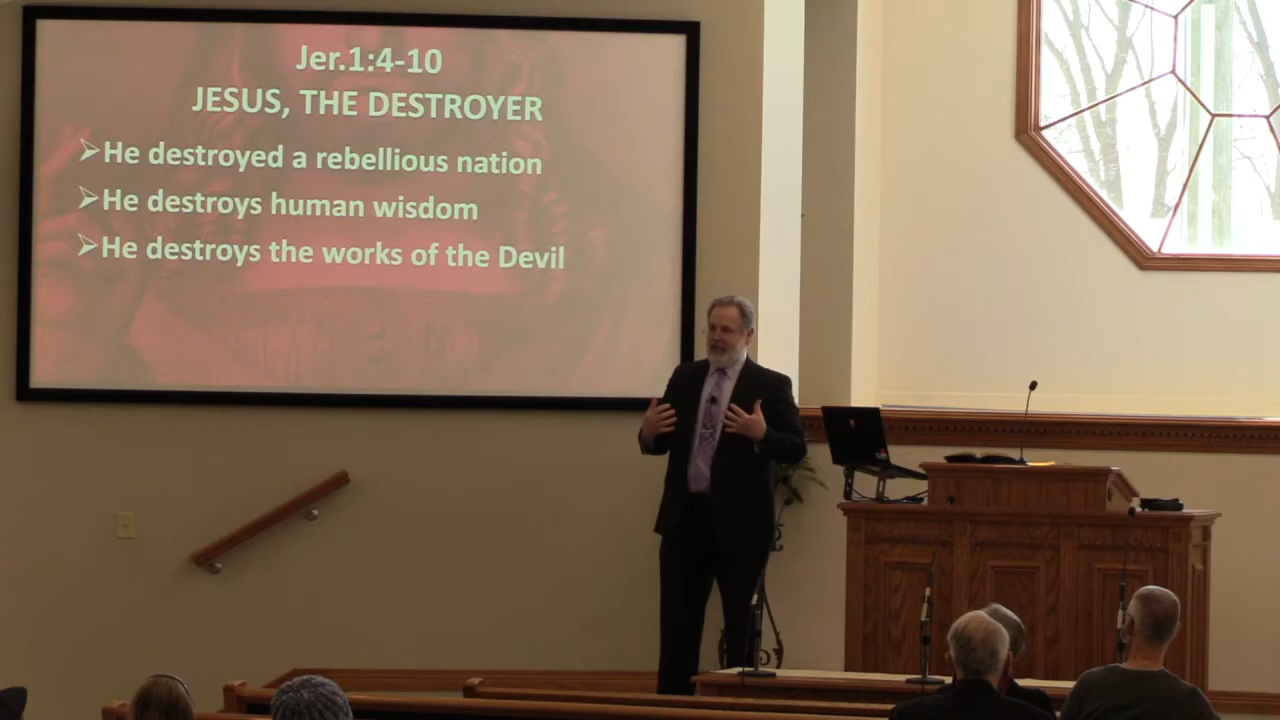 Jer.1:4-10
JESUS, THE DESTROYER
➢He destroyed a rebellious nation
➢He destroys human wisdom
➢He destroys the works of the Devil